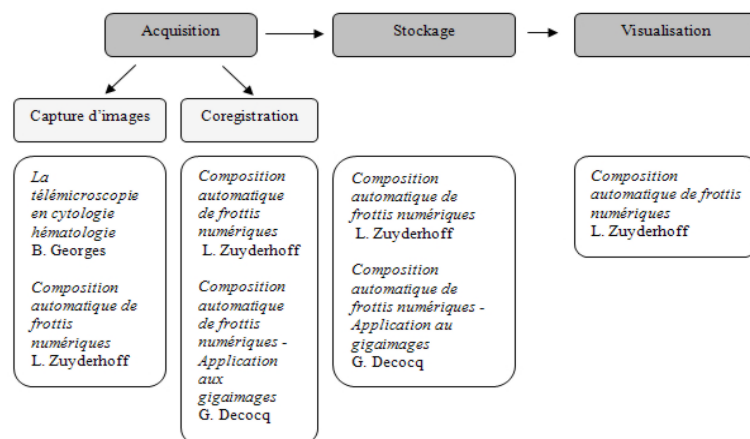 Acquisition
Stockage
Visualisation
Capture d'images
Coregistration
La
télémicroscopie
en cytologie
hématologie
B. Georges
Composition
automatique de
frottis
numériques
L. Zuyderhoff
Composition
automatique
de frottis
numériques
L. Zuyderhoff
Composition
automatique
de frottis
numériques -
Application
aux
gigaimages
G. Decocq
Composition
automatique de
frottis numériques
L. Zuyderhoff
Composition
automatique de
frottis numériques -
Application au
gigaimages
G. Decocq
Composition
automatique de frottis
numériques
L. Zuyderhoff